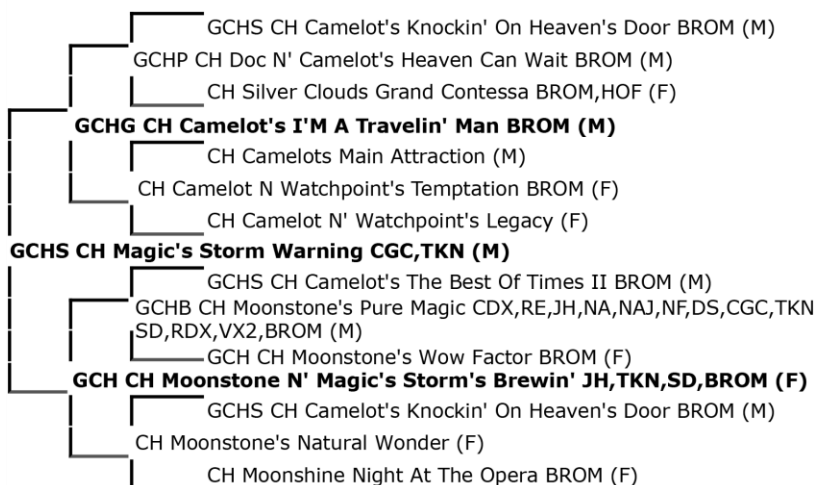 GCHS CH Camelot's Knockin' On Heaven's Door BROM (M)
GCHP CH Doc N' Camelot's Heaven Can Wait BROM (M)
CH Silver Clouds Grand Contessa BROM,HOF (F)
GCHG CH Camelot's I'M A Travelin' Man BROM (M)
CH Camelots Main Attraction (M)
CH Camelot N Watchpoint's Temptation BROM (F)
CH Camelot N' Watchpoint's Legacy (F)
GCHS CH Magic's Storm Warning CGC,TKN (M)
GCHS CH Camelot's The Best Of Times II BROM (M)
GCHB CH Moonstone's Pure Magic CDX,RE,JH,NA,NAJ,NF,DS,CGC,TKN
SD,RDX,VX2,BROM (M)
GCH CH Moonstone's Wow Factor BROM (F)
GCH CH Moonstone N' Magic's Storm's Brewin' JH,TKN,SD,BROM (F)
GCHS CH Camelot's Knockin' On Heaven's Door BROM (M)
CH Moonstone's Natural Wonder (F)
CH Moonshine Night At The Opera BROM (F)